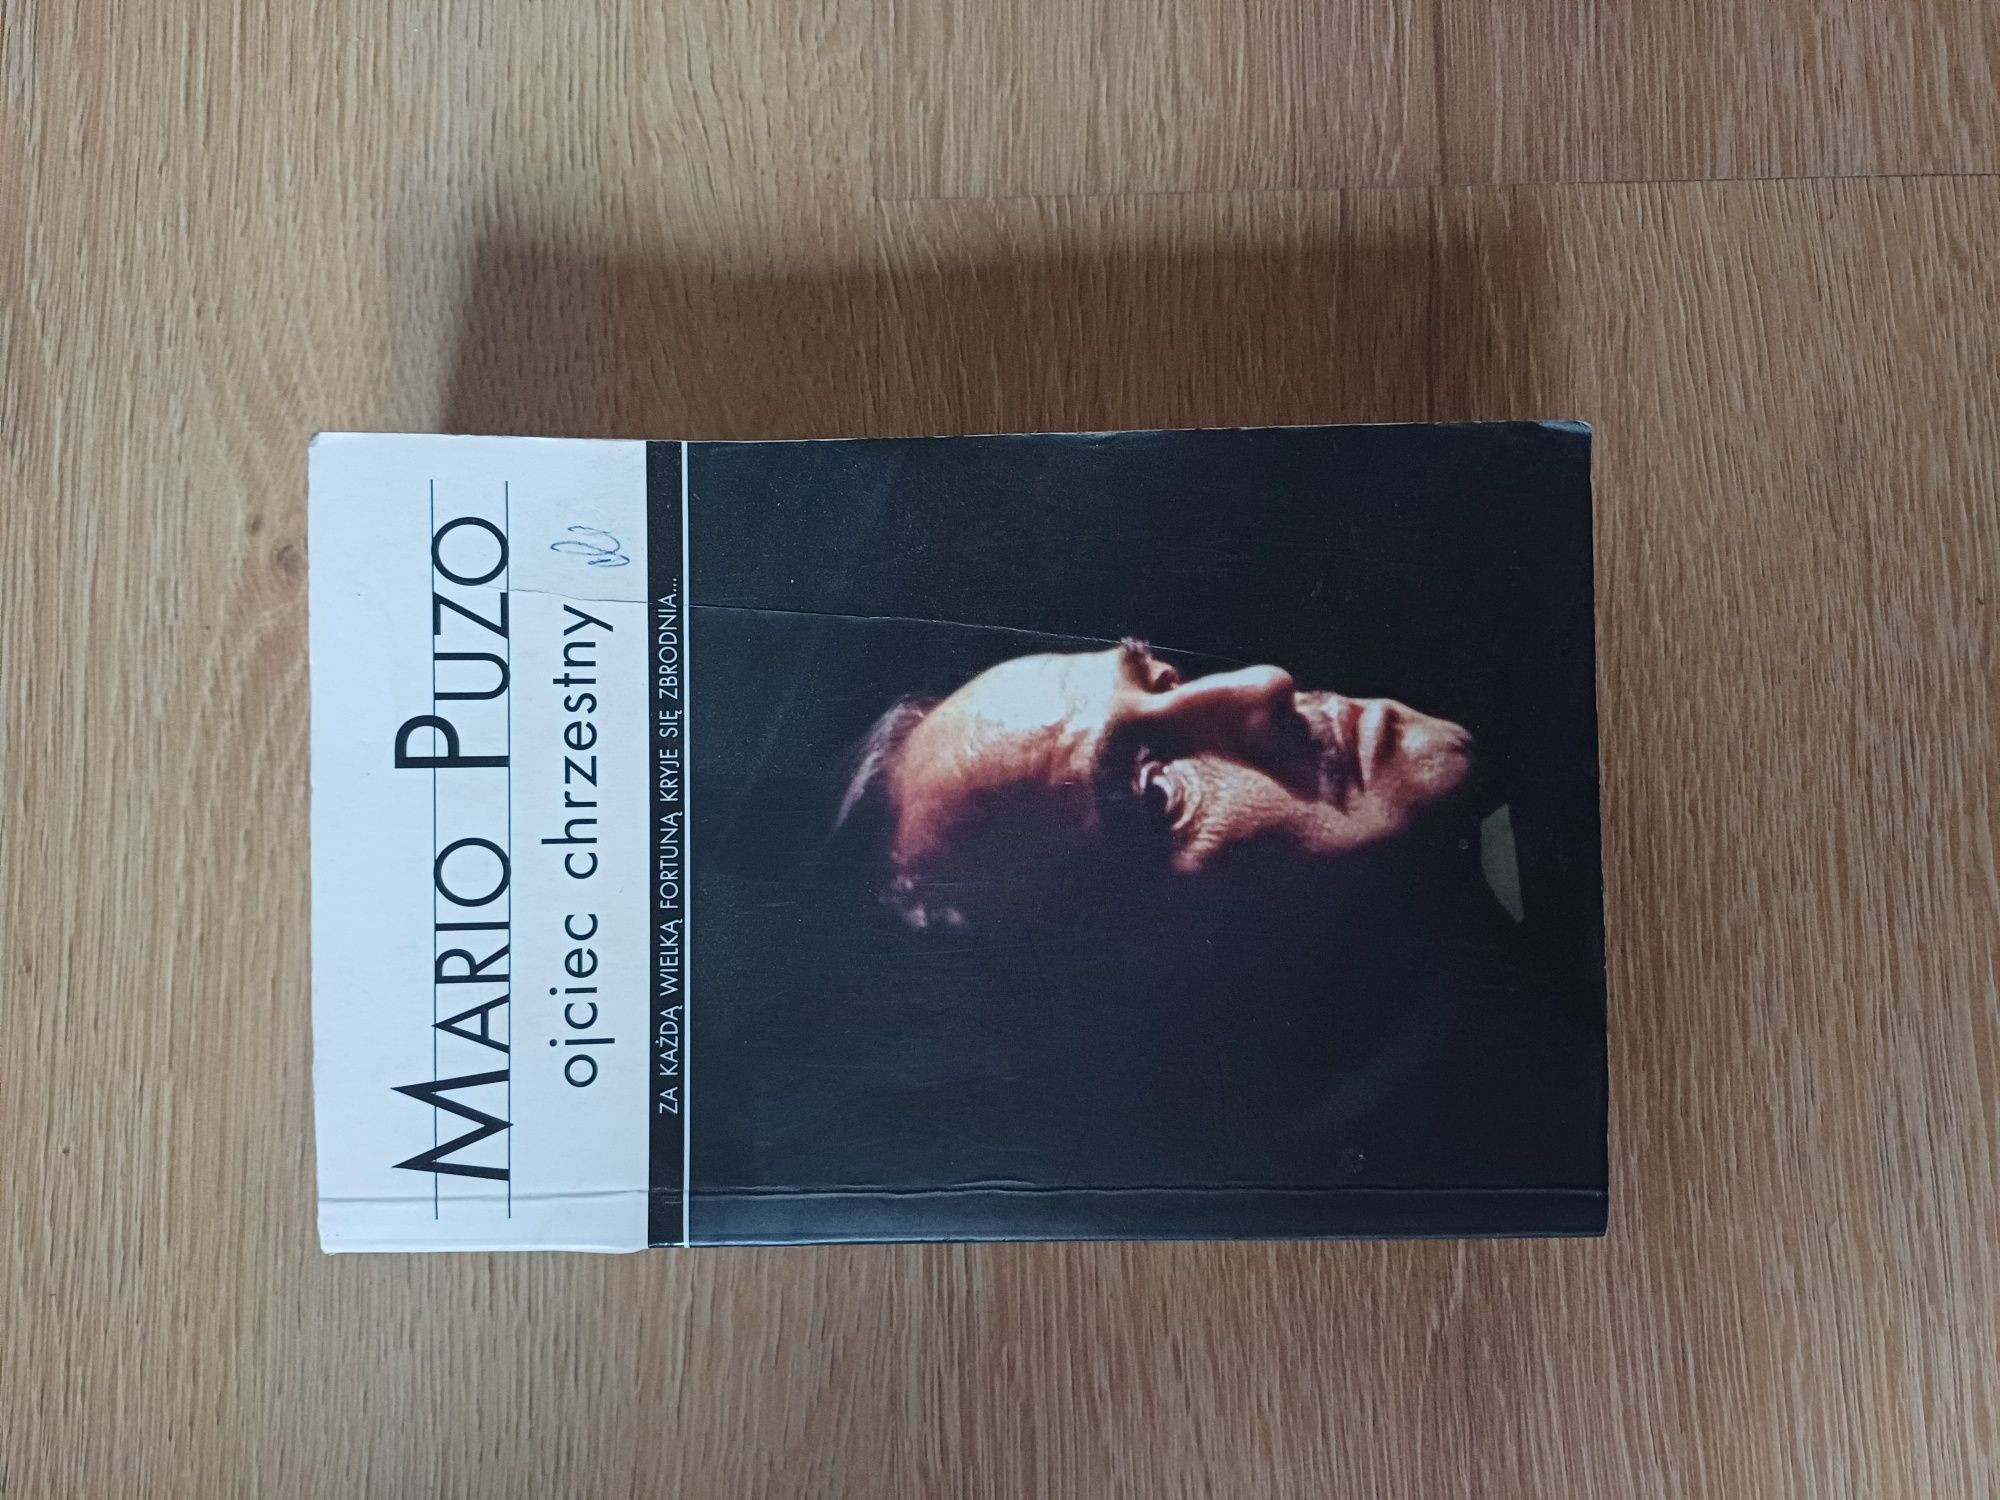 MARIO PUZO
ojciec chrzestny
ZA KAŻDĄ WIELKĄ FORTUNĄ KRYJE SIĘ ZBRODNIA...